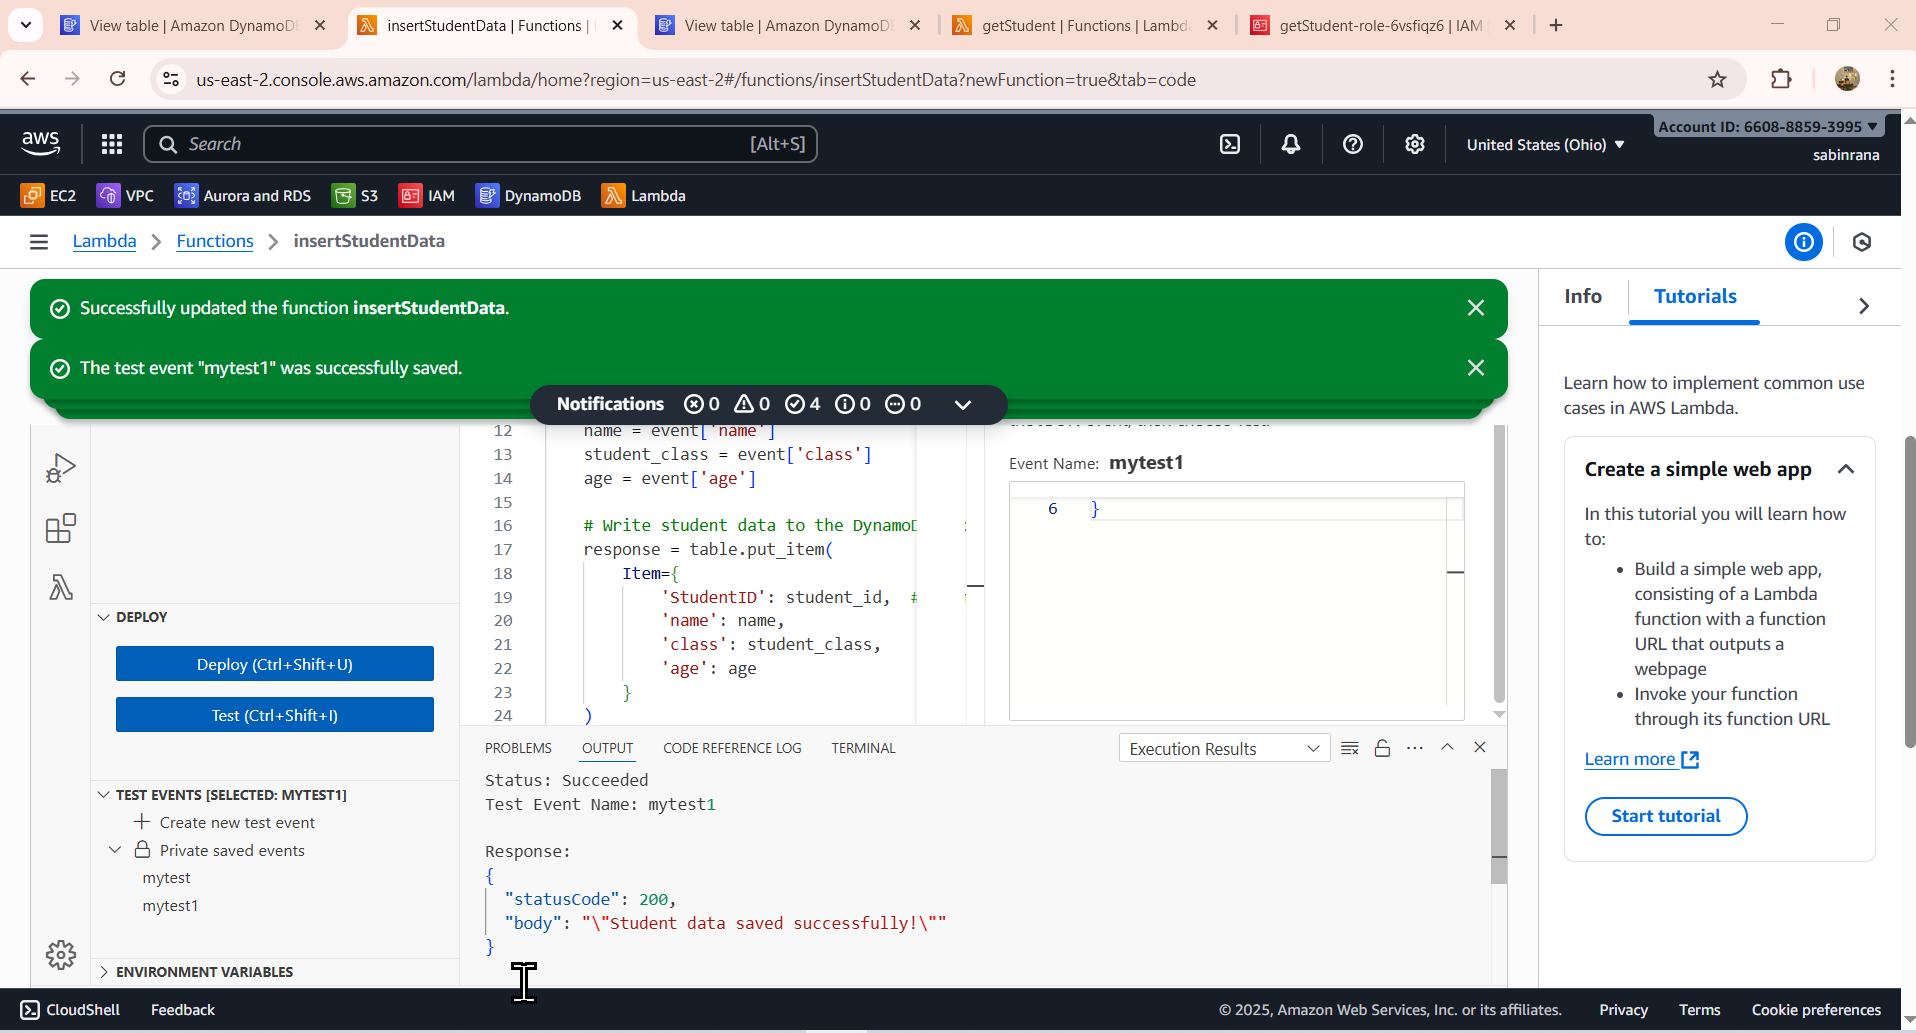 View table | Amazon DynamoDB
insertStudentData | Functions |
View table | Amazon DynamoDB
getStudent | Functions | Lambda
getStudent-role-6vsfiqz6 | IAM
us-east-2.console.aws.amazon.com/lambda/home?region=us-east-2#/functions/insertStudentData?newFunction=true&tab=code
aws
Search
[Alt+S]
United States (Ohio)
Account ID: 6608-8859-3995
sabinrana
EC2
VPC
Aurora and RDS
S3
IAM
DynamoDB
Lambda
Lambda
Functions
insertStudentData
Successfully updated the function insertStudentData.
The test event "mytest1" was successfully saved.
Notifications 0 0 4 0 0
DEPLOY
Deploy (Ctrl+Shift+U)
Test (Ctrl+Shift+I)
TEST EVENTS [SELECTED: MYTEST1]
Create new test event
Private saved events
mytest
mytest1
ENVIRONMENT VARIABLES
12 name = event['name']
13 student_class = event['class']
14 age = event['age']
15
16 # Write student data to the Dynamo
17 response = table.put_item(
18 Item={
19 'StudentID': student_id, #
20 'name': name,
21 'class': student_class,
22 'age': age
23 }
24 )
Event Name: mytest1
6 }
PROBLEMS
OUTPUT
CODE REFERENCE LOG
TERMINAL
Execution Results
Status: Succeeded
Test Event Name: mytest1
Response:
{
"statusCode": 200,
"body": "\"Student data saved successfully!\""
}
Info
Tutorials
Learn how to implement common use
cases in AWS Lambda.
Create a simple web app
In this tutorial you will learn how
to:
• Build a simple web app,
consisting of a Lambda
function with a function
URL that outputs a
webpage
• Invoke your function
through its function URL
Learn more
Start tutorial
CloudShell
Feedback
© 2025, Amazon Web Services, Inc. or its affiliates.
Privacy
Terms
Cookie preferences